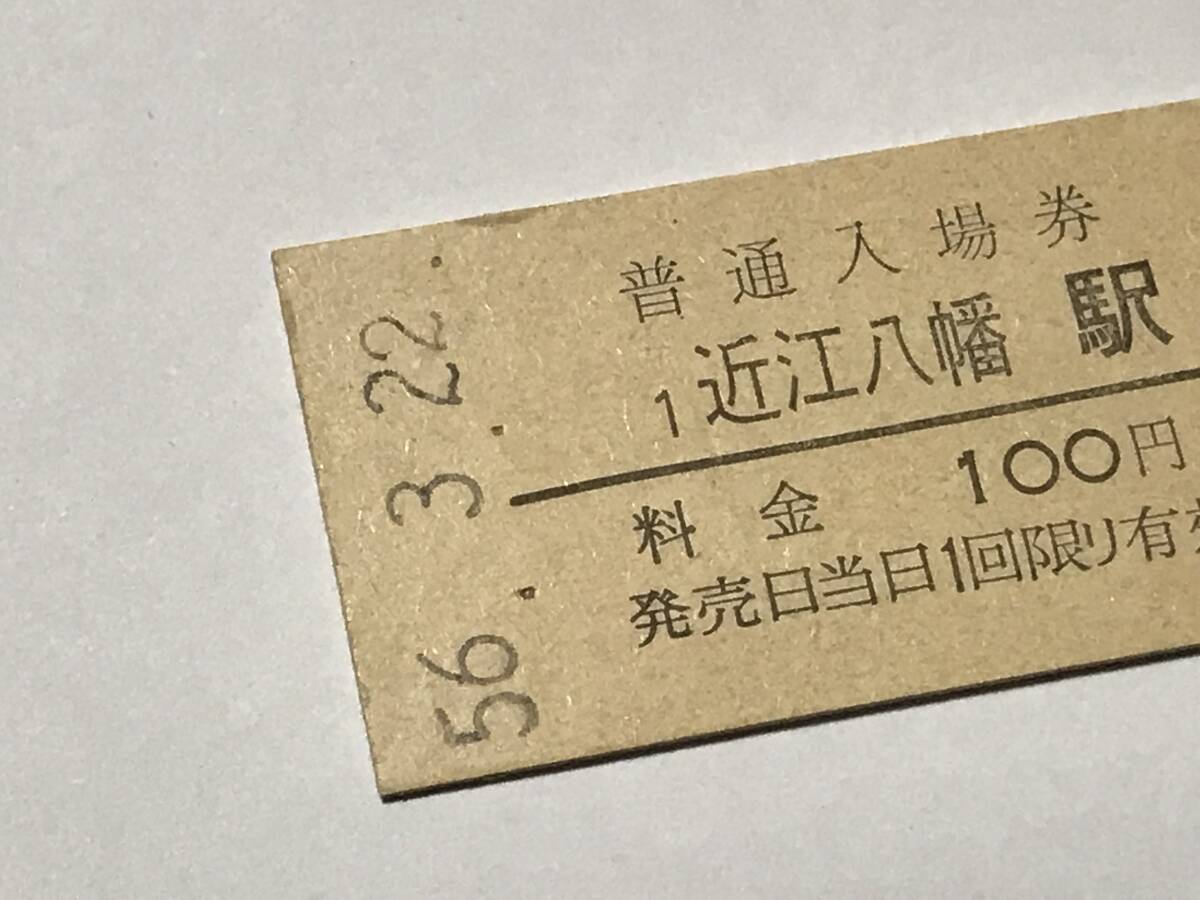 56. 3. 22.
普通入場券
1 近江八幡 駅
料金 100円
発売日当日1回限り有